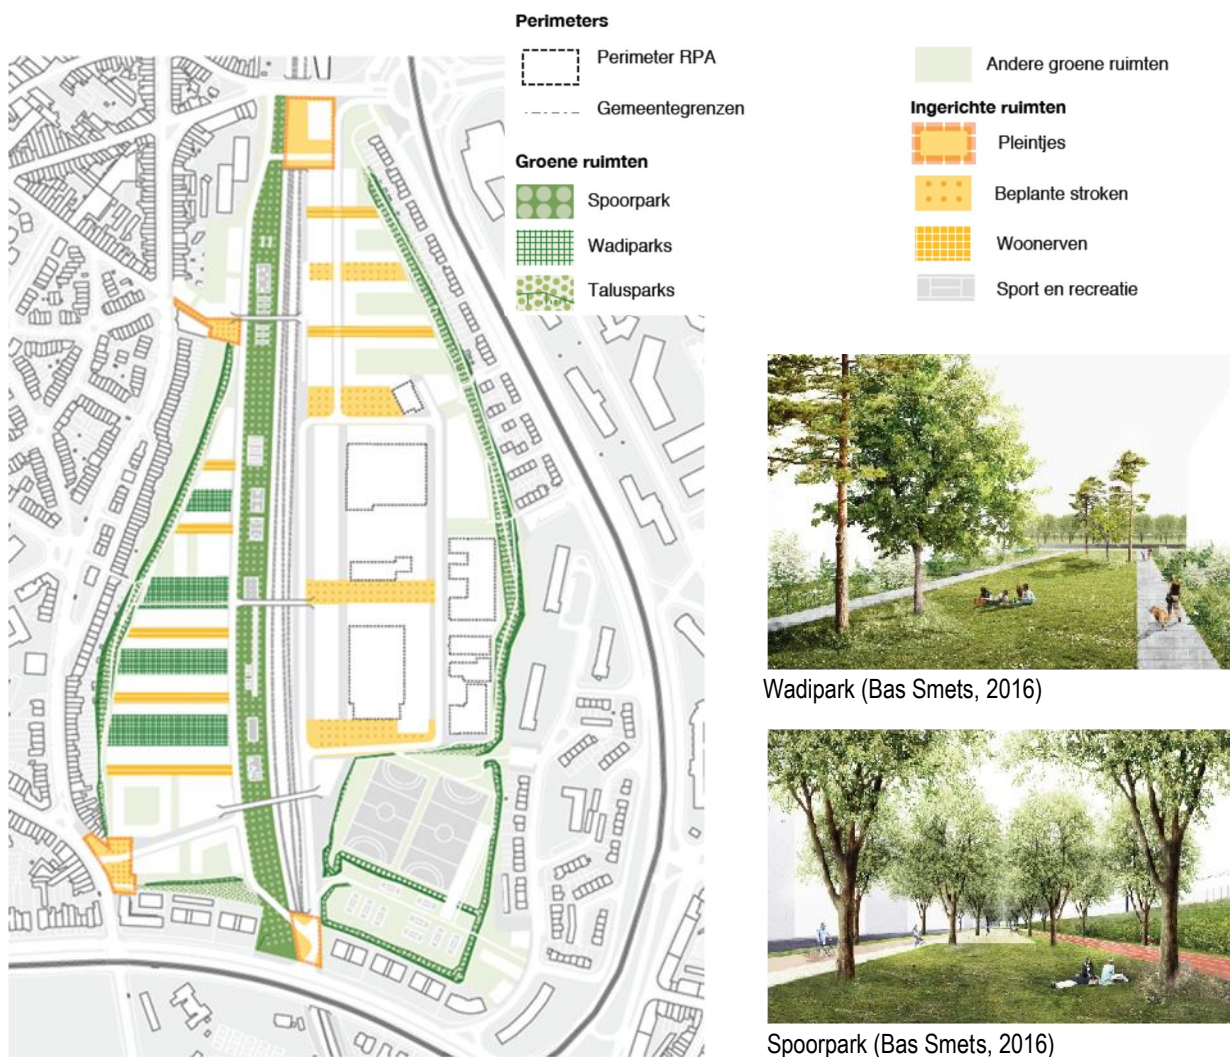 Perimeters
Perimeter RPA
Gemeentegrenzen
Groene ruimten
Spoorpark
Wadiparks
Talusparks
Andere groene ruimten
Ingerichte ruimten
Pleintjes
Beplante stroken
Woonerven
Sport en recreatie
Wadipark (Bas Smets, 2016)
Spoorpark (Bas Smets, 2016)